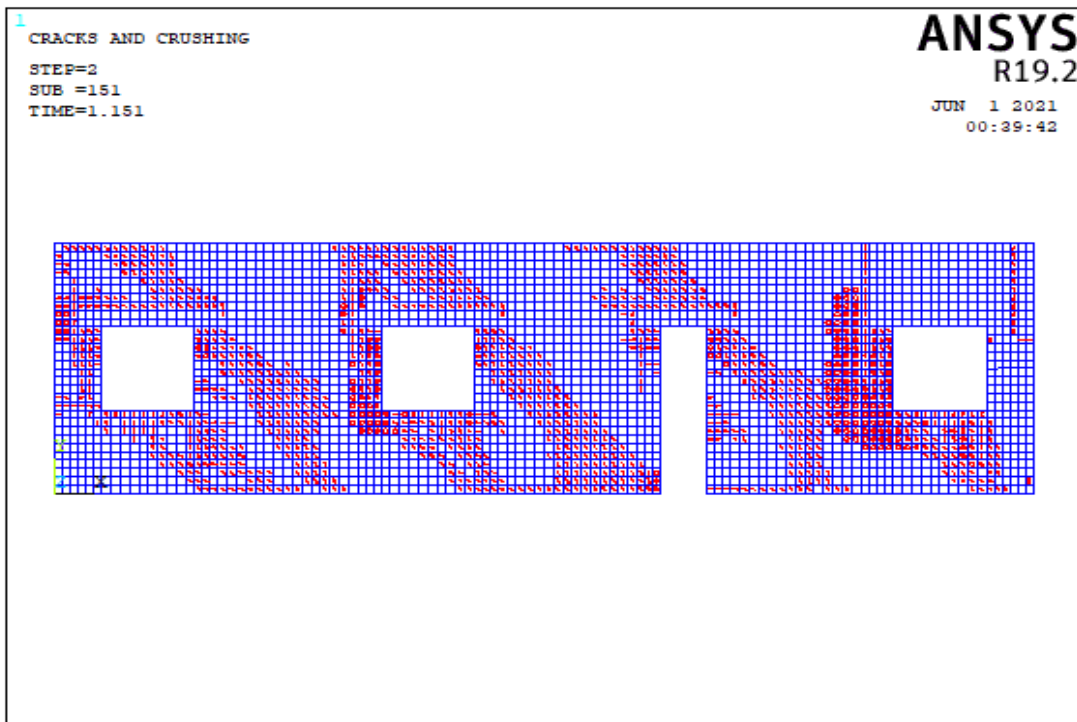 1
CRACKS AND CRUSHING
STEP=2
SUB =151
TIME=1.151
ANSYS
R19.2
JUN 1 2021
00:39:42
X